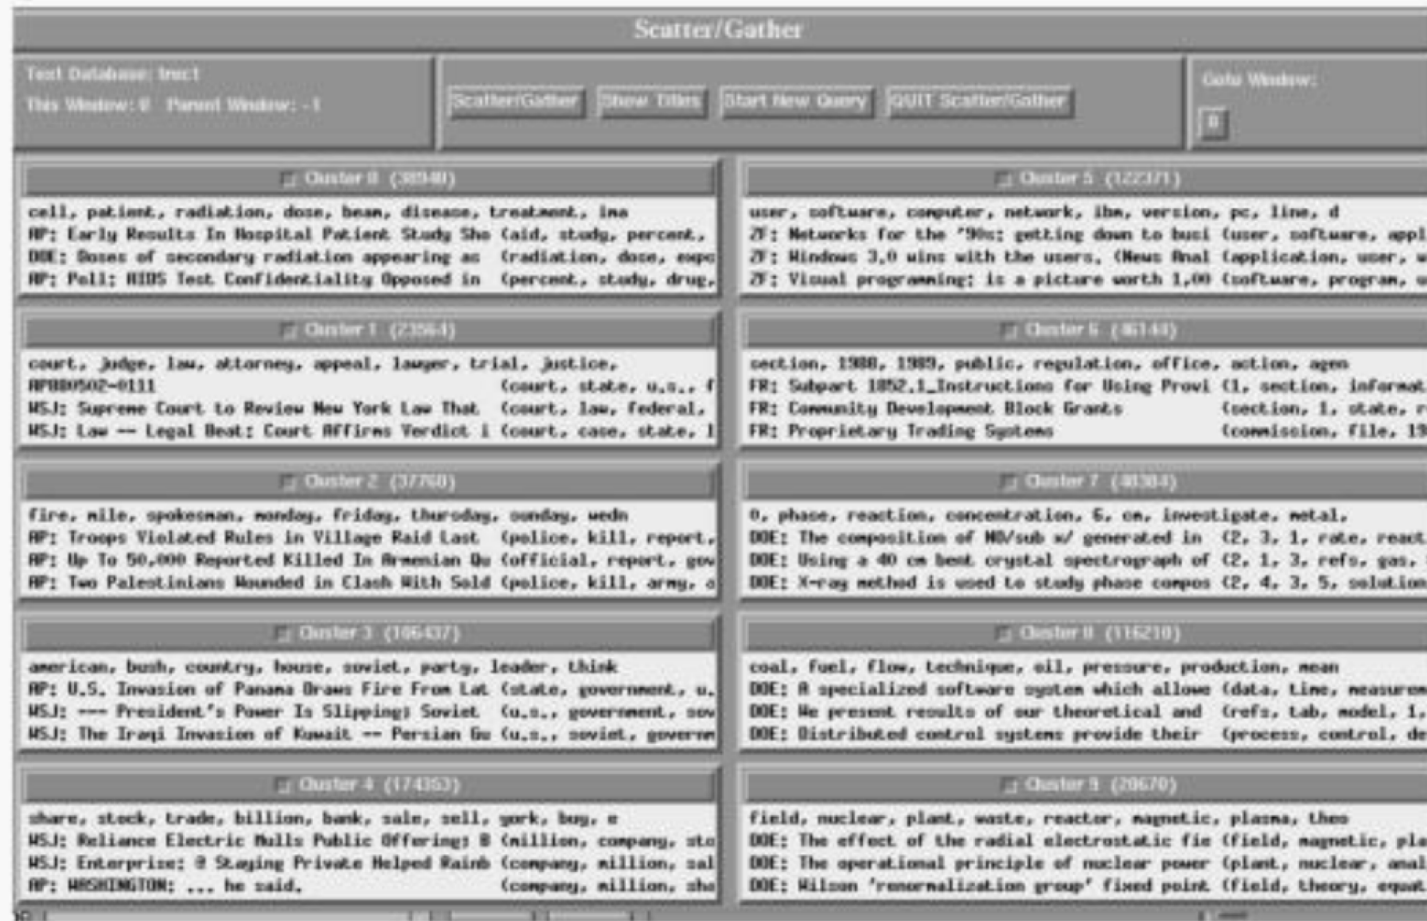 Scatter/Gather
Text Database: trec1
This Window: 0 Parent Window: -1
Scatter/Gather Show Titles Start New Query QUIT Scatter/Gather
Goto Window:
0
Cluster 0 (38940)
cell, patient, radiation, dose, beam, disease, treatment, ima
AP: Early Results In Hospital Patient Study Sho (aid, study, percent,
DOE: Doses of secondary radiation appearing as (radiation, dose, expo
AP: Poll: AIDS Test Confidentiality Opposed in (percent, study, drug,
Cluster 1 (23564)
court, judge, law, attorney, appeal, lawyer, trial, justice,
AP880502-0111 (court, state, u.s., f
WSJ: Supreme Court to Review New York Law That (court, law, federal,
WSJ: Law -- Legal Beat: Court Affirms Verdict i (court, case, state, l
Cluster 2 (37760)
fire, mile, spokesman, monday, friday, thursday, sunday, wedn
AP: Troops Violated Rules in Village Raid Last (police, kill, report,
AP: Up To 50,000 Reported Killed In Armenian Qu (official, report, gov
AP: Two Palestinians Wounded in Clash With Sold (police, kill, army, o
Cluster 3 (106437)
american, bush, country, house, soviet, party, leader, think
AP: U.S. Invasion of Panama Draws Fire From Lat (state, government, u.
WSJ: --- President's Power Is Slipping; Soviet (u.s., government, sov
WSJ: The Iraqi Invasion of Kuwait -- Persian Gu (u.s., soviet, governm
Cluster 4 (174353)
share, stock, trade, billion, bank, sale, sell, york, buy, e
WSJ: Reliance Electric Mulls Public Offering; B (million, company, sto
WSJ: Enterprise: @ Staying Private Helped Rainb (company, million, sal
AP: WASHINGTON: ... he said. (company, million, sha
Cluster 5 (122371)
user, software, computer, network, ibm, version, pc, line, d
ZF: Networks for the '90s: getting down to busi (user, software, appl
ZF: Windows 3.0 wins with the users. (News Anal (application, user, w
ZF: Visual programming: is a picture worth 1,00 (software, program, u
Cluster 6 (46144)
section, 1988, 1989, public, regulation, office, action, agen
FR: Subpart 1852.1_Instructions for Using Provi (1, section, informat
FR: Community Development Block Grants (section, 1, state, r
FR: Proprietary Trading Systems (commission, file, 19
Cluster 7 (40304)
0, phase, reaction, concentration, 6, cm, investigate, metal,
DOE: The composition of NO/sub x/ generated in (2, 3, 1, rate, react
DOE: Using a 40 cm bent crystal spectrograph of (2, 1, 3, refs, gas,
DOE: X-ray method is used to study phase compos (2, 4, 3, 5, solution
Cluster 8 (116210)
coal, fuel, flow, technique, oil, pressure, production, mean
DOE: A specialized software system which allowe (data, time, measurem
DOE: We present results of our theoretical and (refs, tab, model, 1,
DOE: Distributed control systems provide their (process, control, de
Cluster 9 (20670)
field, nuclear, plant, waste, reactor, magnetic, plasma, theo
DOE: The effect of the radial electrostatic fie (field, magnetic, pla
DOE: The operational principle of nuclear power (plant, nuclear, anal
DOE: Wilson 'renormalization group' fixed point (field, theory, equat